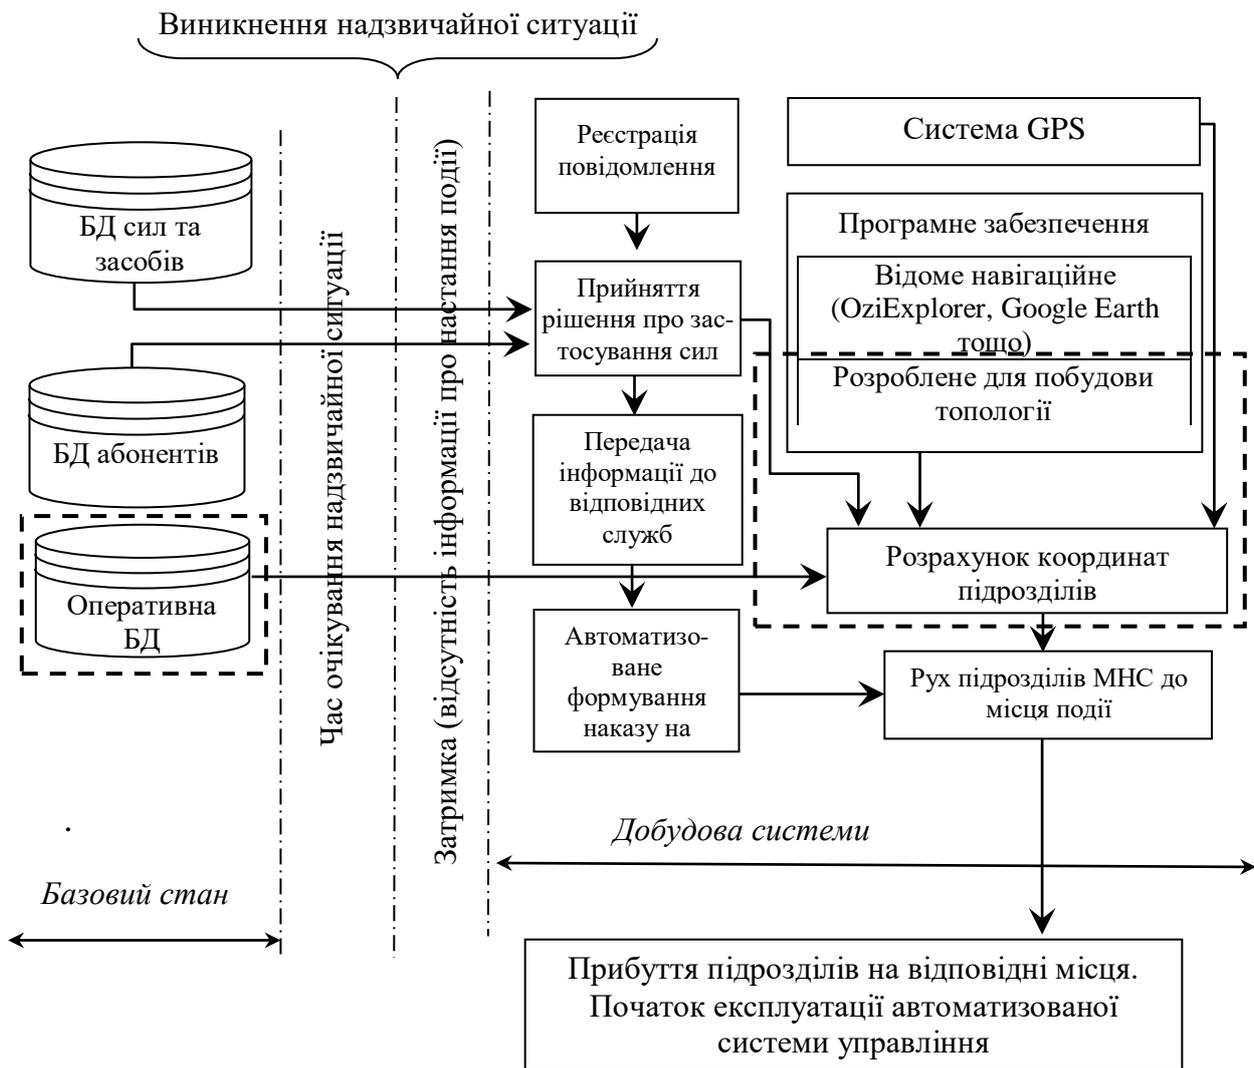 Виникнення надзвичайної ситуації
БД сил та
засобів
БД абонентів
Оперативна
БД
Час очікування надзвичайної ситуації
Затримка (відсутність інформації про настання події)
Реєстрація
повідомлення
Прийняття
рішення про зас-
тосування сил
Передача
інформації до
відповідних
служб
Автоматизо-
ване
формування
наказу на
Система GPS
Програмне забезпечення
Відоме навігаційне
(OziExplorer, Google Earth
тощо)
Розроблене для побудови
топології
Розрахунок координат
підрозділів
Рух підрозділів МНС до
місця події
.
Базовий стан
Добудова системи
Прибуття підрозділів на відповідні місця.
Початок експлуатації автоматизованої
системи управління